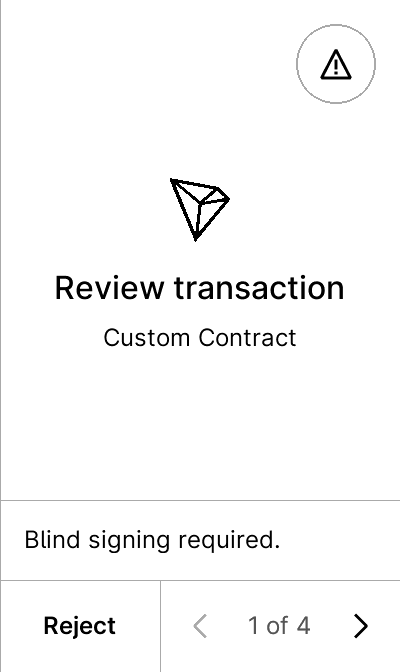 Review transaction
Custom Contract
Blind signing required.
Reject
1 of 4